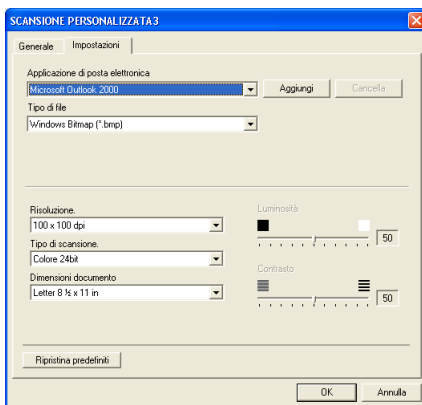 SCANSIONE PERSONALIZZATA3
Generale
Impostazioni
Applicazione di posta elettronica
Microsoft Outlook 2000
Aggiungi
Cancella
Tipo di file
Windows Bitmap (*.bmp)
Risoluzione.
100 x 100 dpi
Tipo di scansione.
Colore 24bit
Dimensioni documento
Letter 8 ½ x 11 in
Luminosità
50
Contrasto
50
Ripristina predefiniti
OK
Annulla